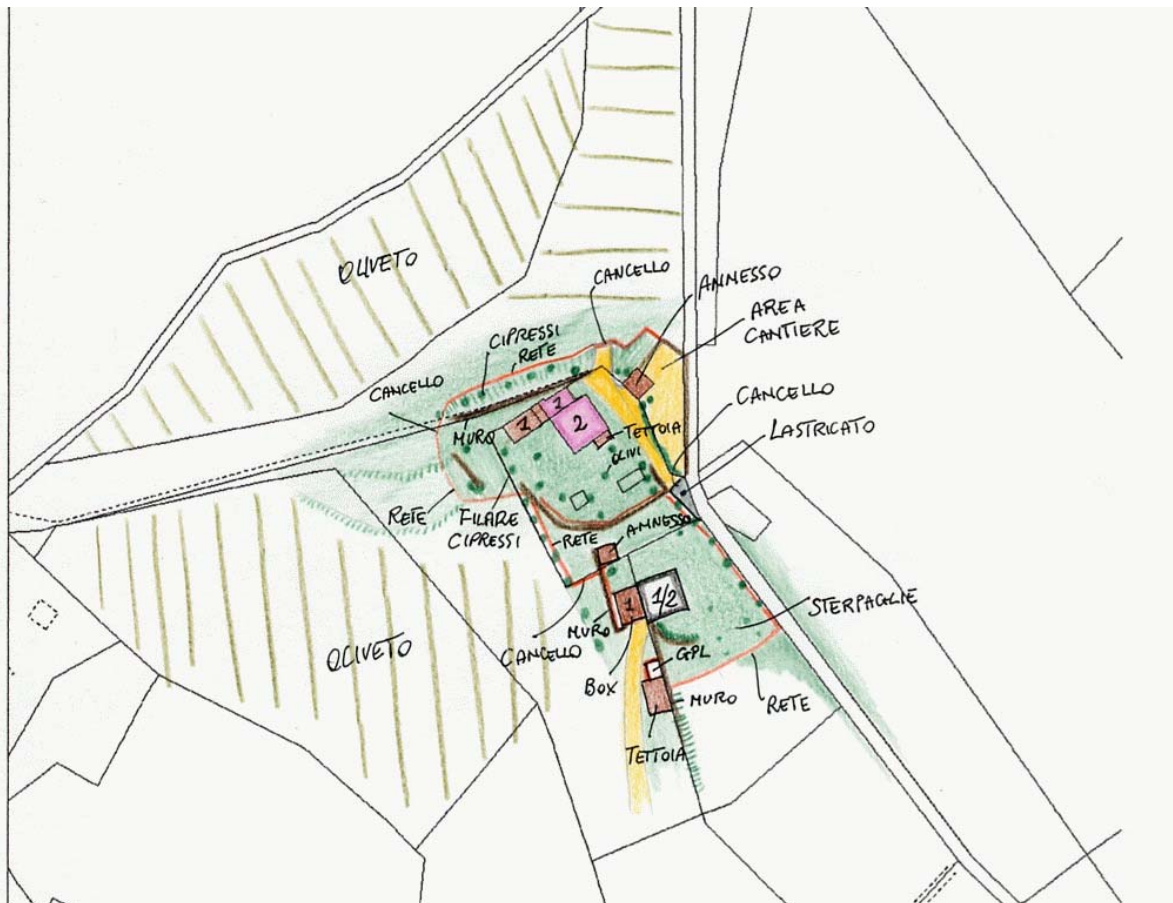 OLIVETO
CANCELLO
ANNESSO
AREA
CANTIERE
CIPRESSI
RETE
CANCELLO
CANCELLO
LASTRICATO
MURO
1
1
2
TETTOIA
OLIVI
RETE
FILARE
CIPRESSI
RETE
ANNESSO
1
1/2
STERPAGLIE
MURO
CANCELLO
OLIVETO
BOX
GPL
MURO
RETE
TETTOIA